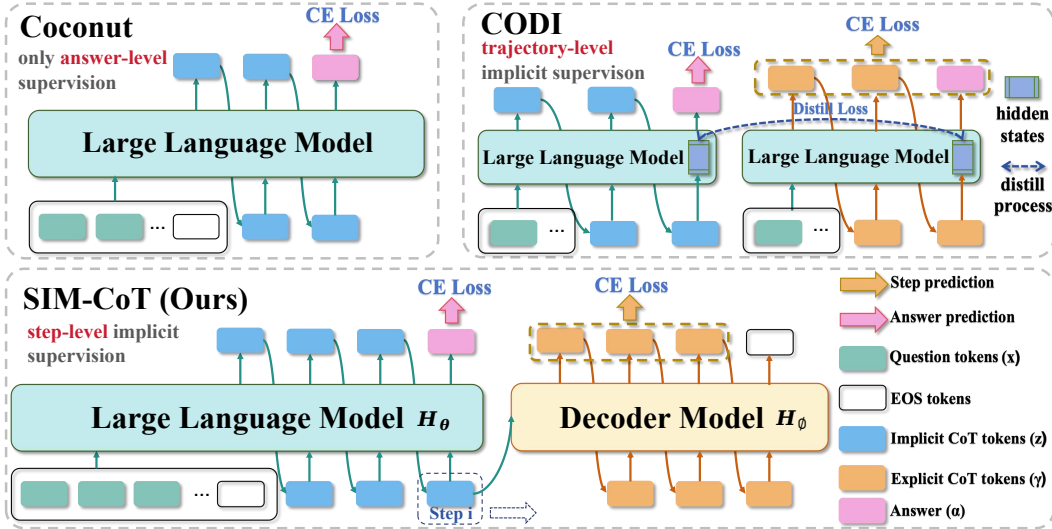 Coconut
only answer-level
supervision
CE Loss
Large Language Model
...
CODI
trajectory-level
implicit supervison
CE Loss
CE Loss
Distill Loss
Large Language Model
Large Language Model
...
...
hidden
states
distill
process
SIM-CoT (Ours)
step-level implicit
supervision
CE Loss
CE Loss
Large Language Model Hθ
Decoder Model H∅
...
Step i
Step prediction
Answer prediction
Question tokens (x)
EOS tokens
Implicit CoT tokens (z)
Explicit CoT tokens (γ)
Answer (α)